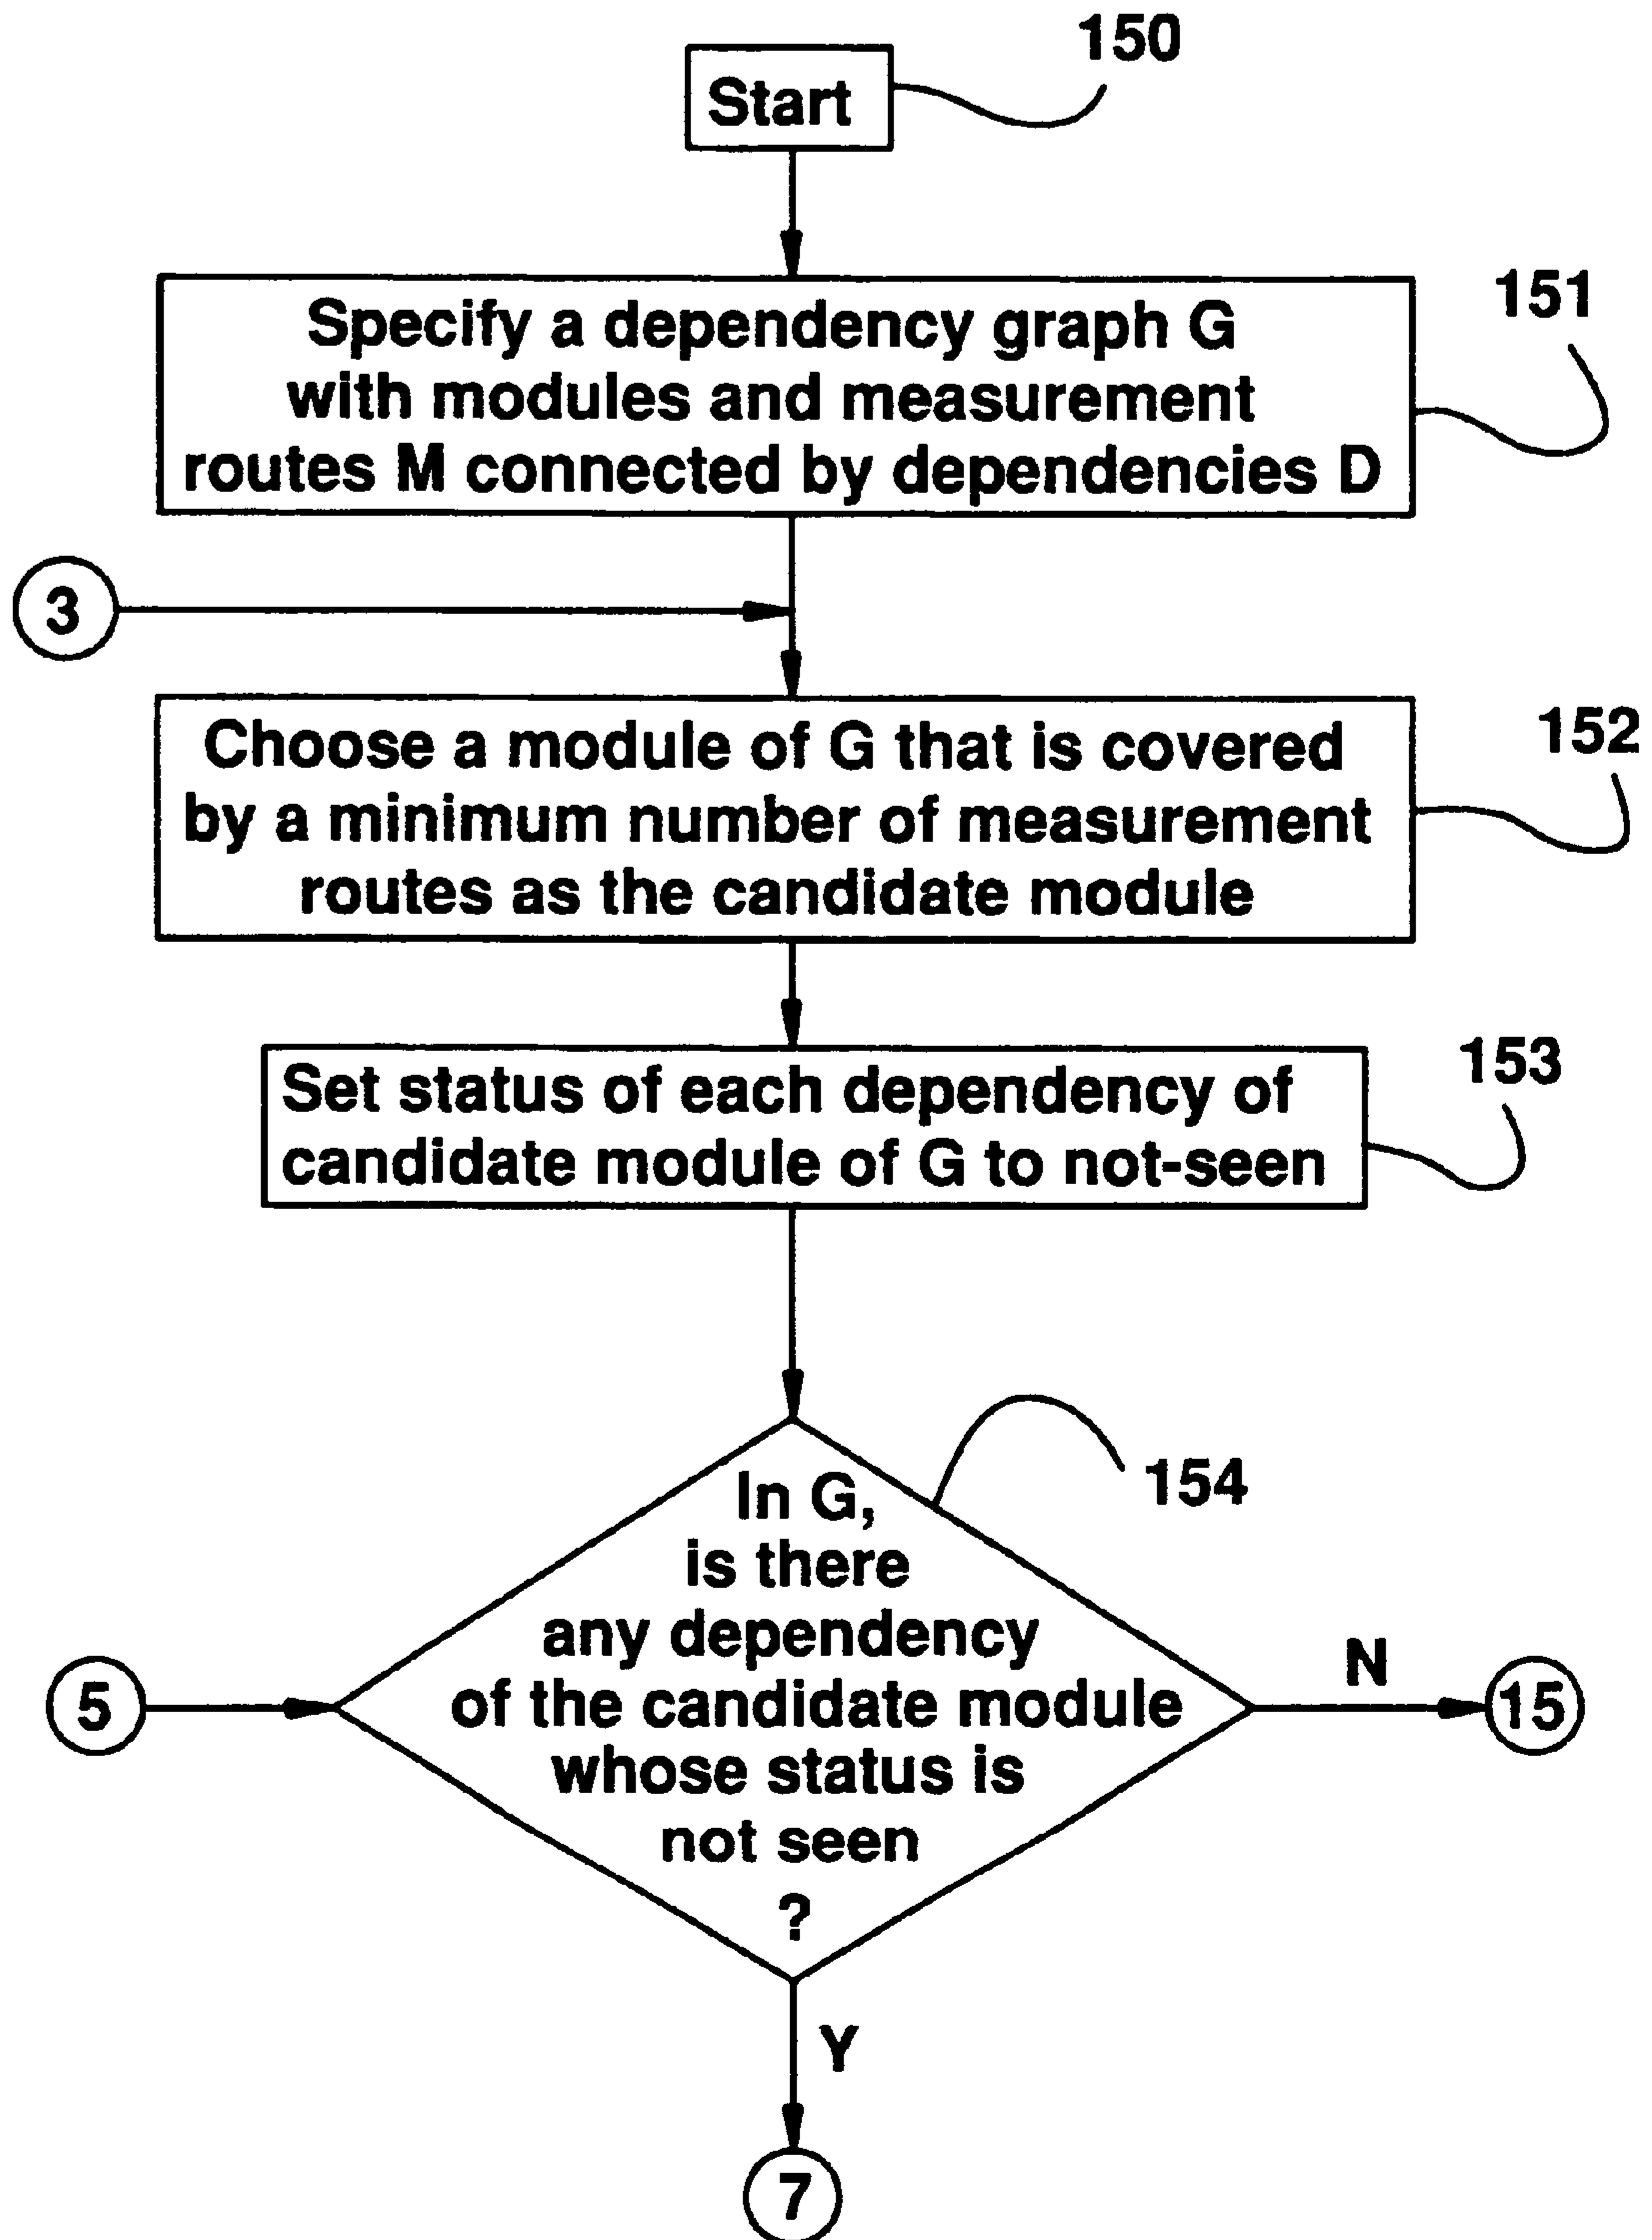 150
Start
151
Specify a dependency graph G
with modules and measurement
routes M connected by dependencies D
3
152
Choose a module of G that is covered
by a minimum number of measurement
routes as the candidate module
153
Set status of each dependency of
candidate module of G to not-seen
154
In G,
is there
any dependency
of the candidate module
whose status is
not seen
?
5
N
15
Y
7